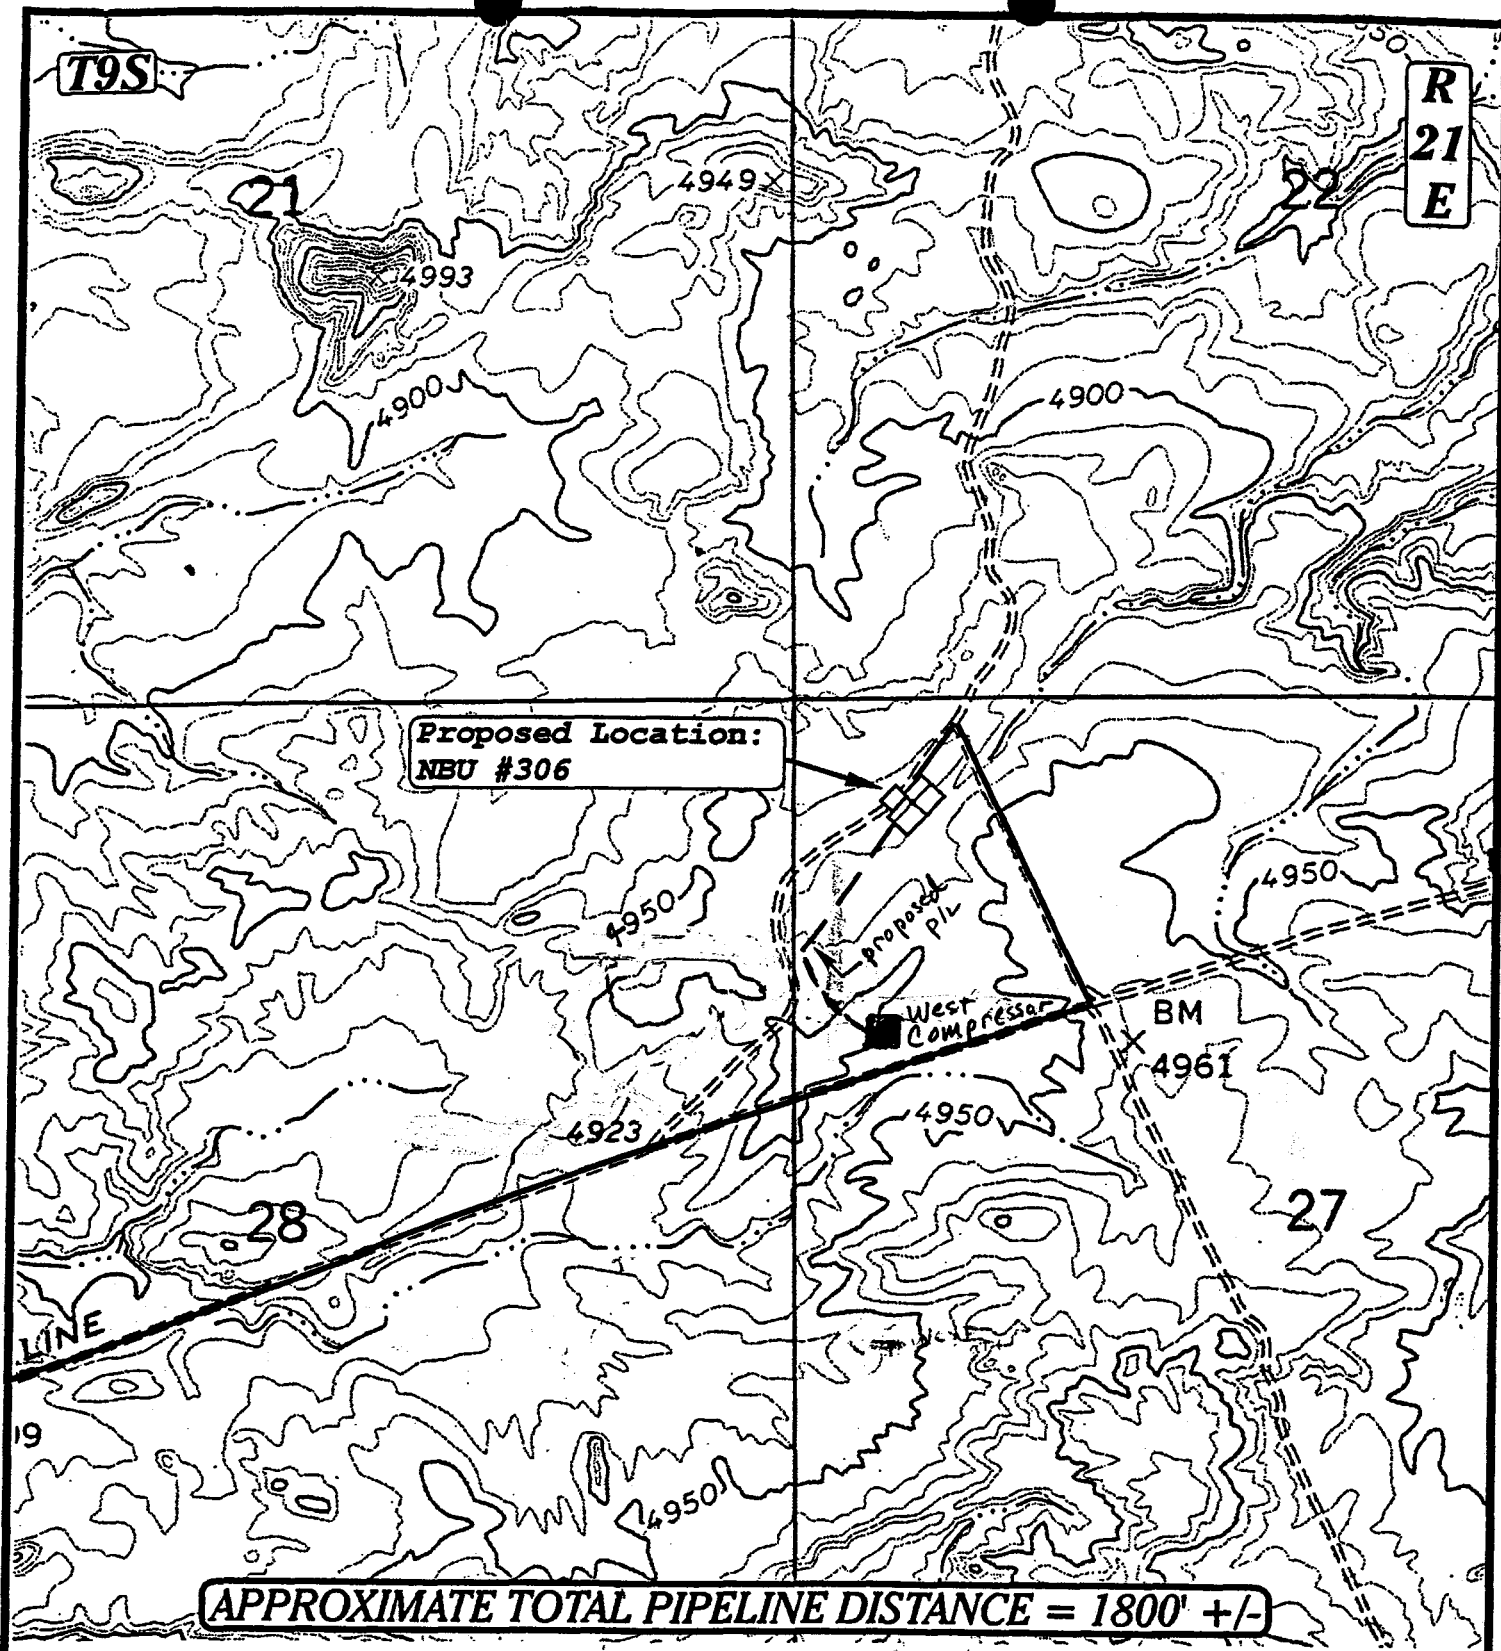 T9S
R
21
E
21
22
4949
4993
4900
4900
Proposed Location:
NBU #306
4950
4950
proposed
P/L
West
Compressor
BM
4961
4950
4923
28
27
LINE
4950
APPROXIMATE TOTAL PIPELINE DISTANCE = 1800' +/-